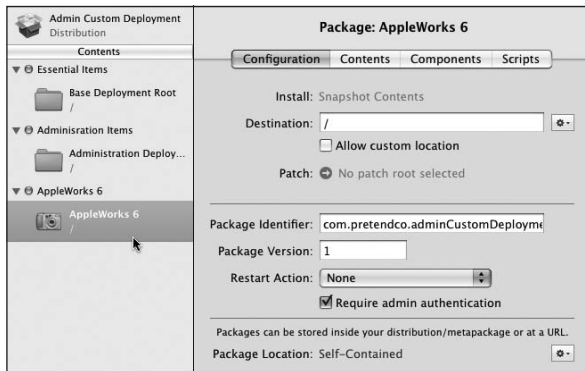 Admin Custom Deployment
Distribution
Contents
Essential Items
Base Deployment Root
/
Adminisration Items
Administration Deploy...
/
AppleWorks 6
AppleWorks 6
/
Package: AppleWorks 6
Configuration Contents Components Scripts
Install: Snapshot Contents
Destination: /
Allow custom location
Patch: No patch root selected
Package Identifier: com.pretendco.adminCustomDeployme
Package Version: 1
Restart Action: None
Require admin authentication
Packages can be stored inside your distribution/metapackage or at a URL.
Package Location: Self-Contained